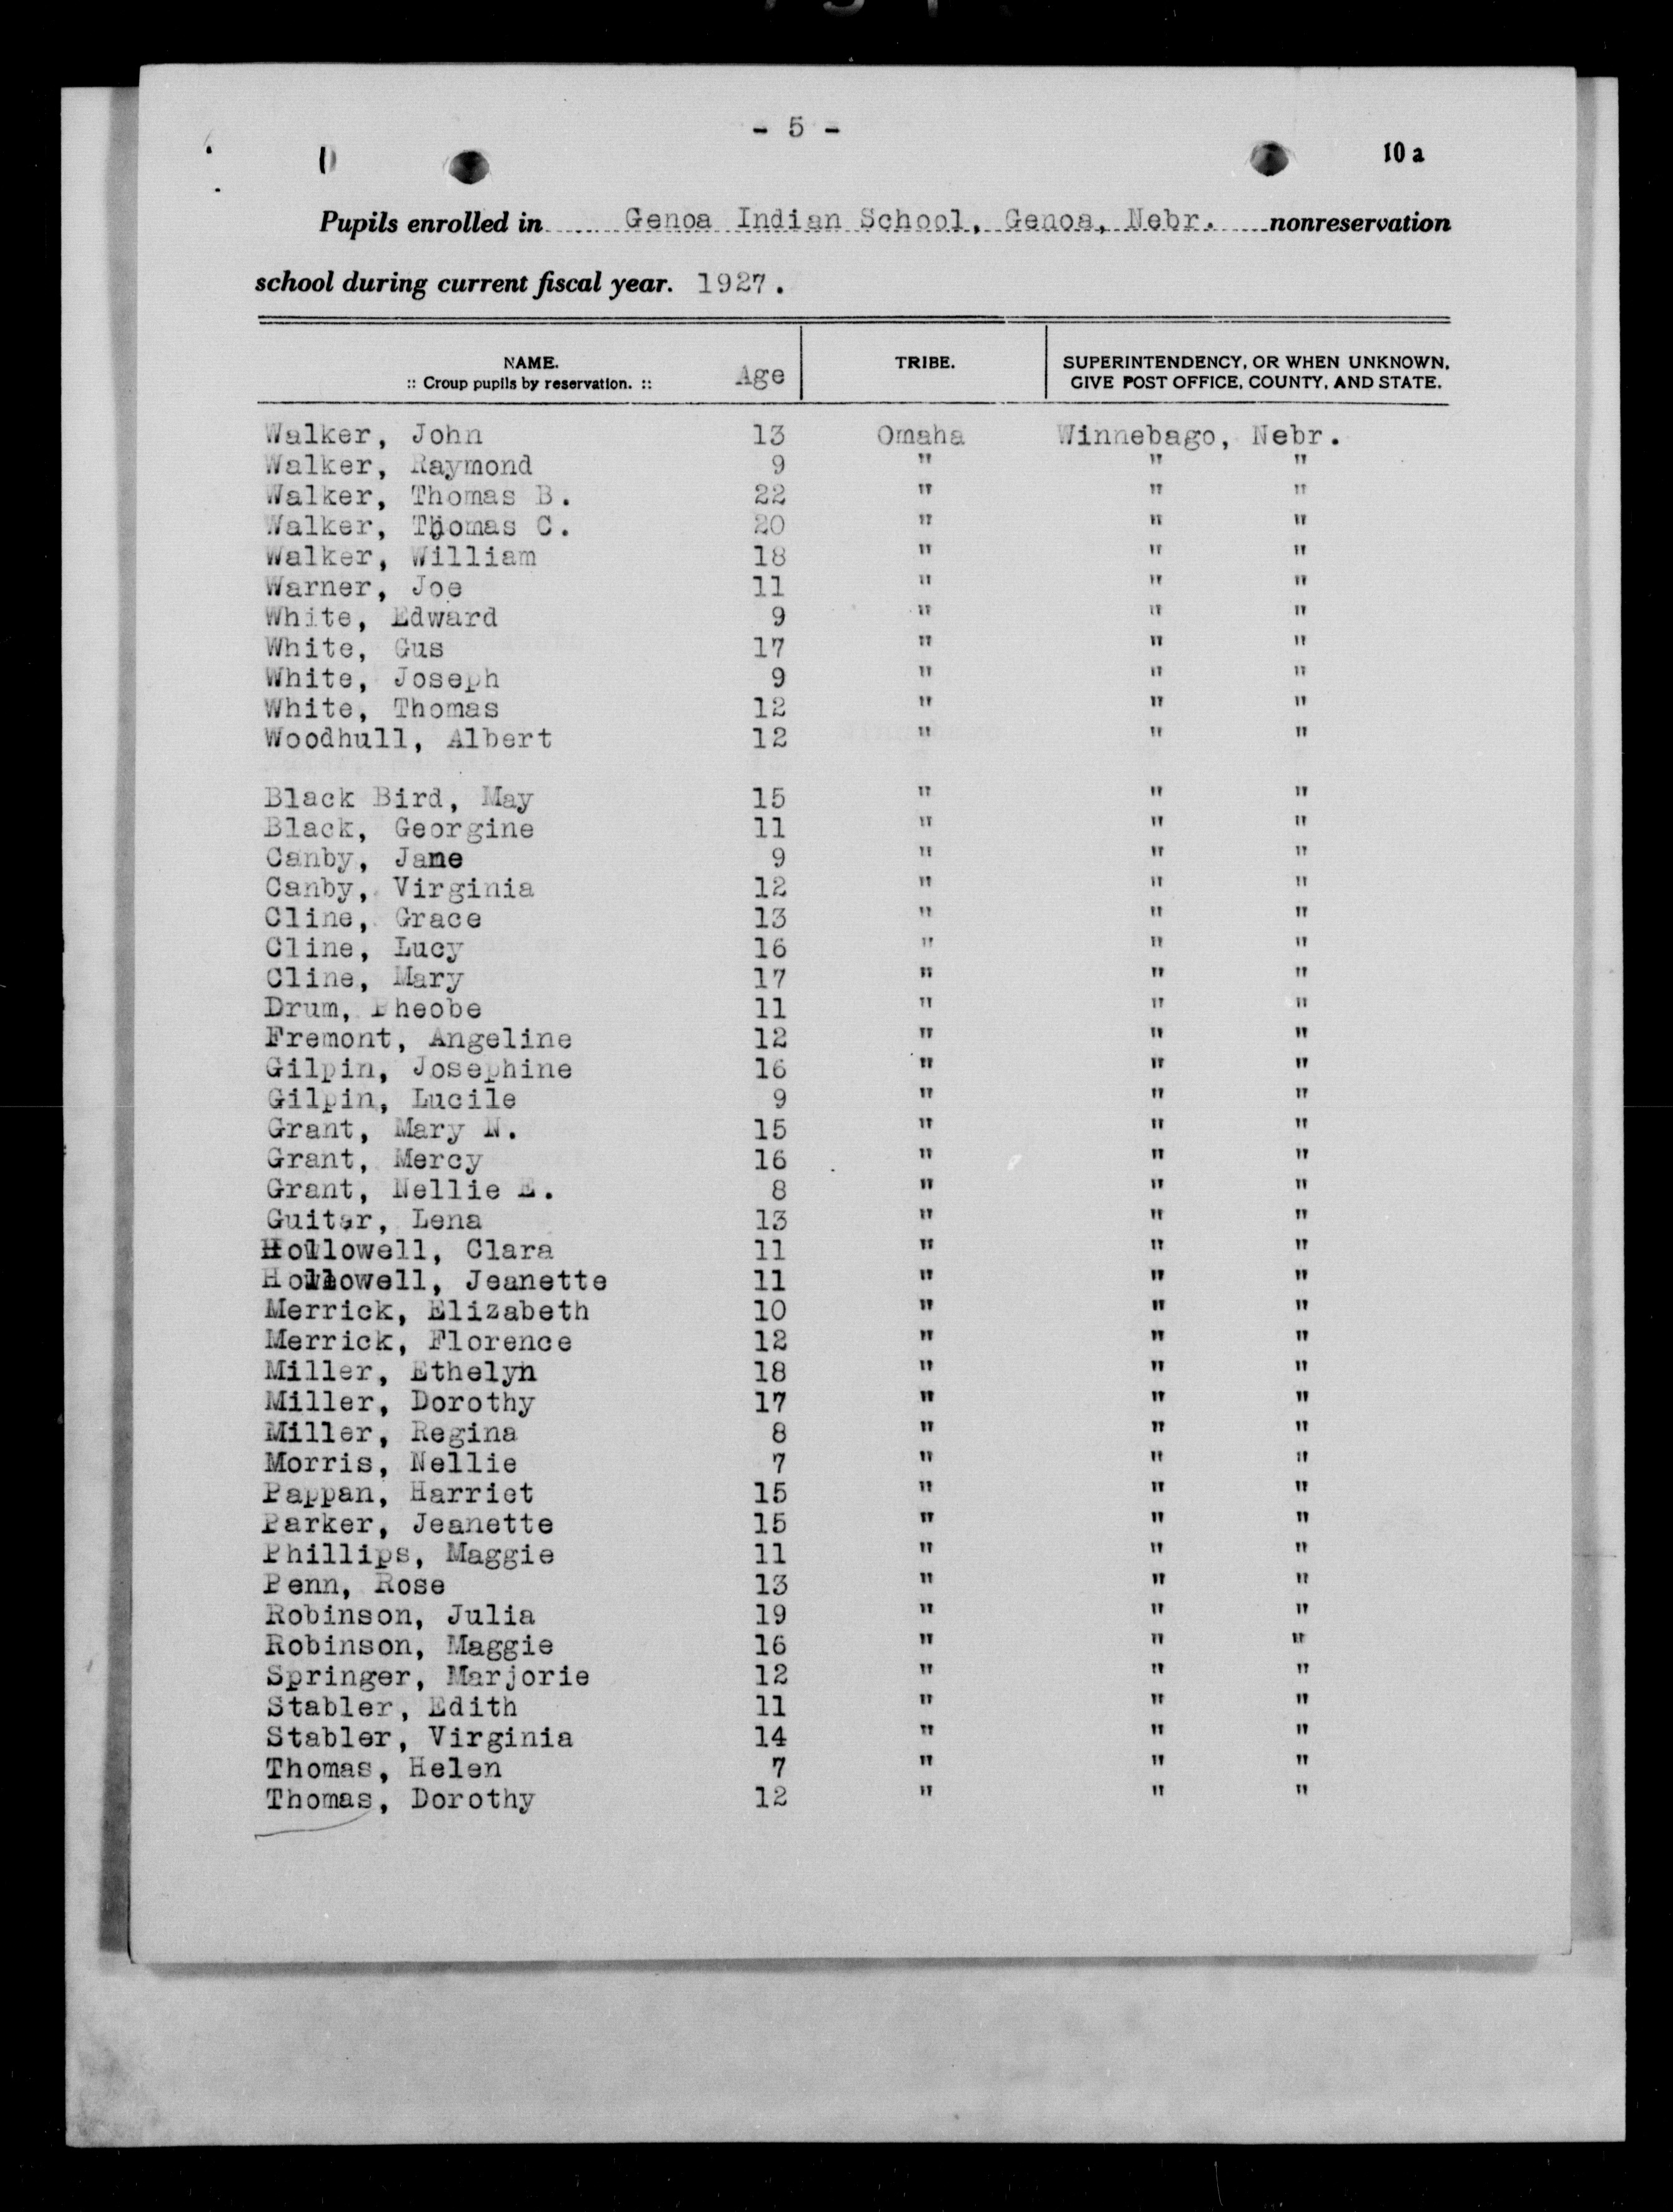 - 5 -
10 a
Pupils enrolled in Genoa Indian School, Genoa, Nebr. nonreservation
school during current fiscal year. 1927.
NAME. Age TRIBE. SUPERINTENDENCY, OR WHEN UNKNOWN,
:: Croup pupils by reservation. :: GIVE POST OFFICE, COUNTY, AND STATE.
Walker, John 13 Omaha Winnebago, Nebr.
Walker, Raymond 9 " " "
Walker, Thomas B. 22 " " "
Walker, Thomas C. 20 " " "
Walker, William 18 " " "
Warner, Joe 11 " " "
White, Edward 9 " " "
White, Gus 17 " " "
White, Joseph 9 " " "
White, Thomas 12 " " "
Woodhull, Albert 12 " " "
Black Bird, May 15 " " "
Black, Georgine 11 " " "
Canby, Jane 9 " " "
Canby, Virginia 12 " " "
Cline, Grace 13 " " "
Cline, Lucy 16 " " "
Cline, Mary 17 " " "
Drum, Pheobe 11 " " "
Fremont, Angeline 12 " " "
Gilpin, Josephine 16 " " "
Gilpin, Lucile 9 " " "
Grant, Mary N. 15 " " "
Grant, Mercy 16 " " "
Grant, Nellie E. 8 " " "
Guitar, Lena 13 " " "
Hollowell, Clara 11 " " "
Hollowell, Jeanette 11 " " "
Merrick, Elizabeth 10 " " "
Merrick, Florence 12 " " "
Miller, Ethelyn 18 " " "
Miller, Dorothy 17 " " "
Miller, Regina 8 " " "
Morris, Nellie 7 " " "
Pappan, Harriet 15 " " "
Parker, Jeanette 15 " " "
Phillips, Maggie 11 " " "
Penn, Rose 13 " " "
Robinson, Julia 19 " " "
Robinson, Maggie 16 " " "
Springer, Marjorie 12 " " "
Stabler, Edith 11 " " "
Stabler, Virginia 14 " " "
Thomas, Helen 7 " " "
Thomas, Dorothy 12 " " "